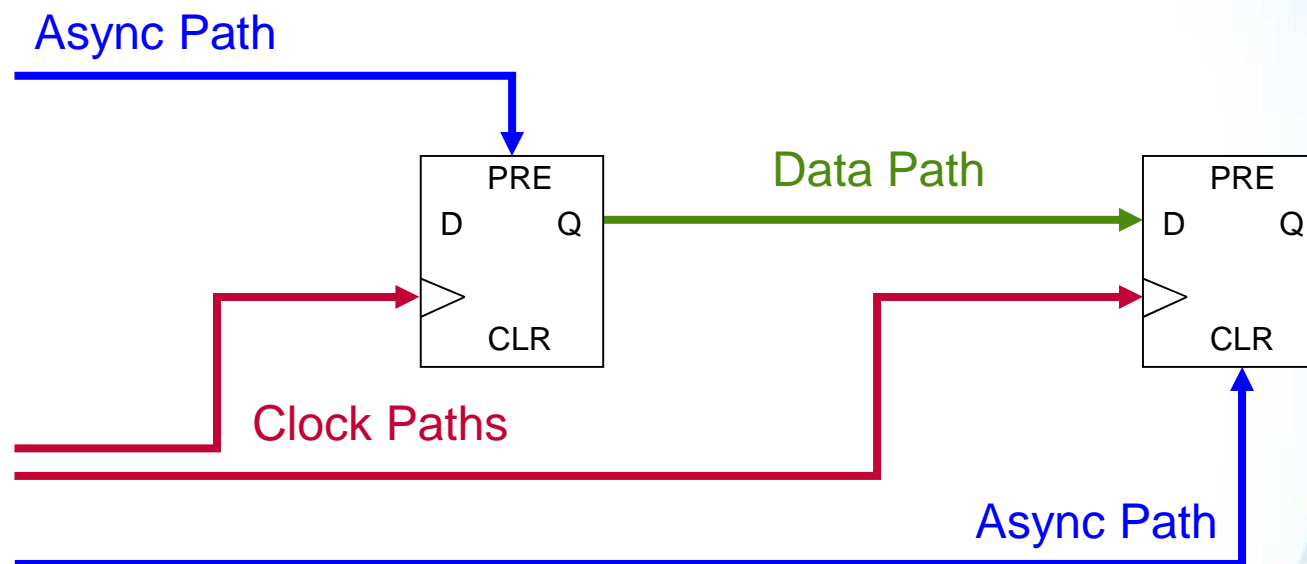 Async Path
PRE
D Q
CLR
Data Path
PRE
D Q
CLR
Clock Paths
Async Path